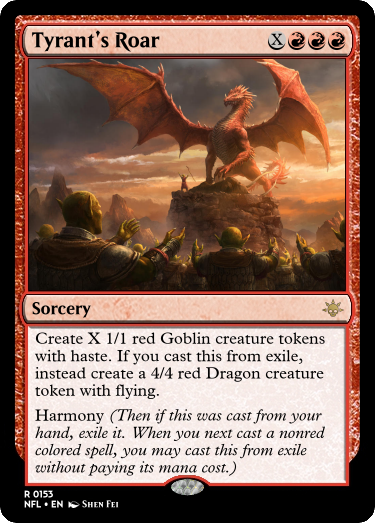 Tyrant's Roar X
Sorcery
Create X 1/1 red Goblin creature tokens
with haste. If you cast this from exile,
instead create a 4/4 red Dragon creature
token with flying.
Harmony (Then if this was cast from your
hand, exile it. When you next cast a nonred
colored spell, you may cast this from exile
without paying its mana cost.)
R 0153
NFL • EN Shen Fei